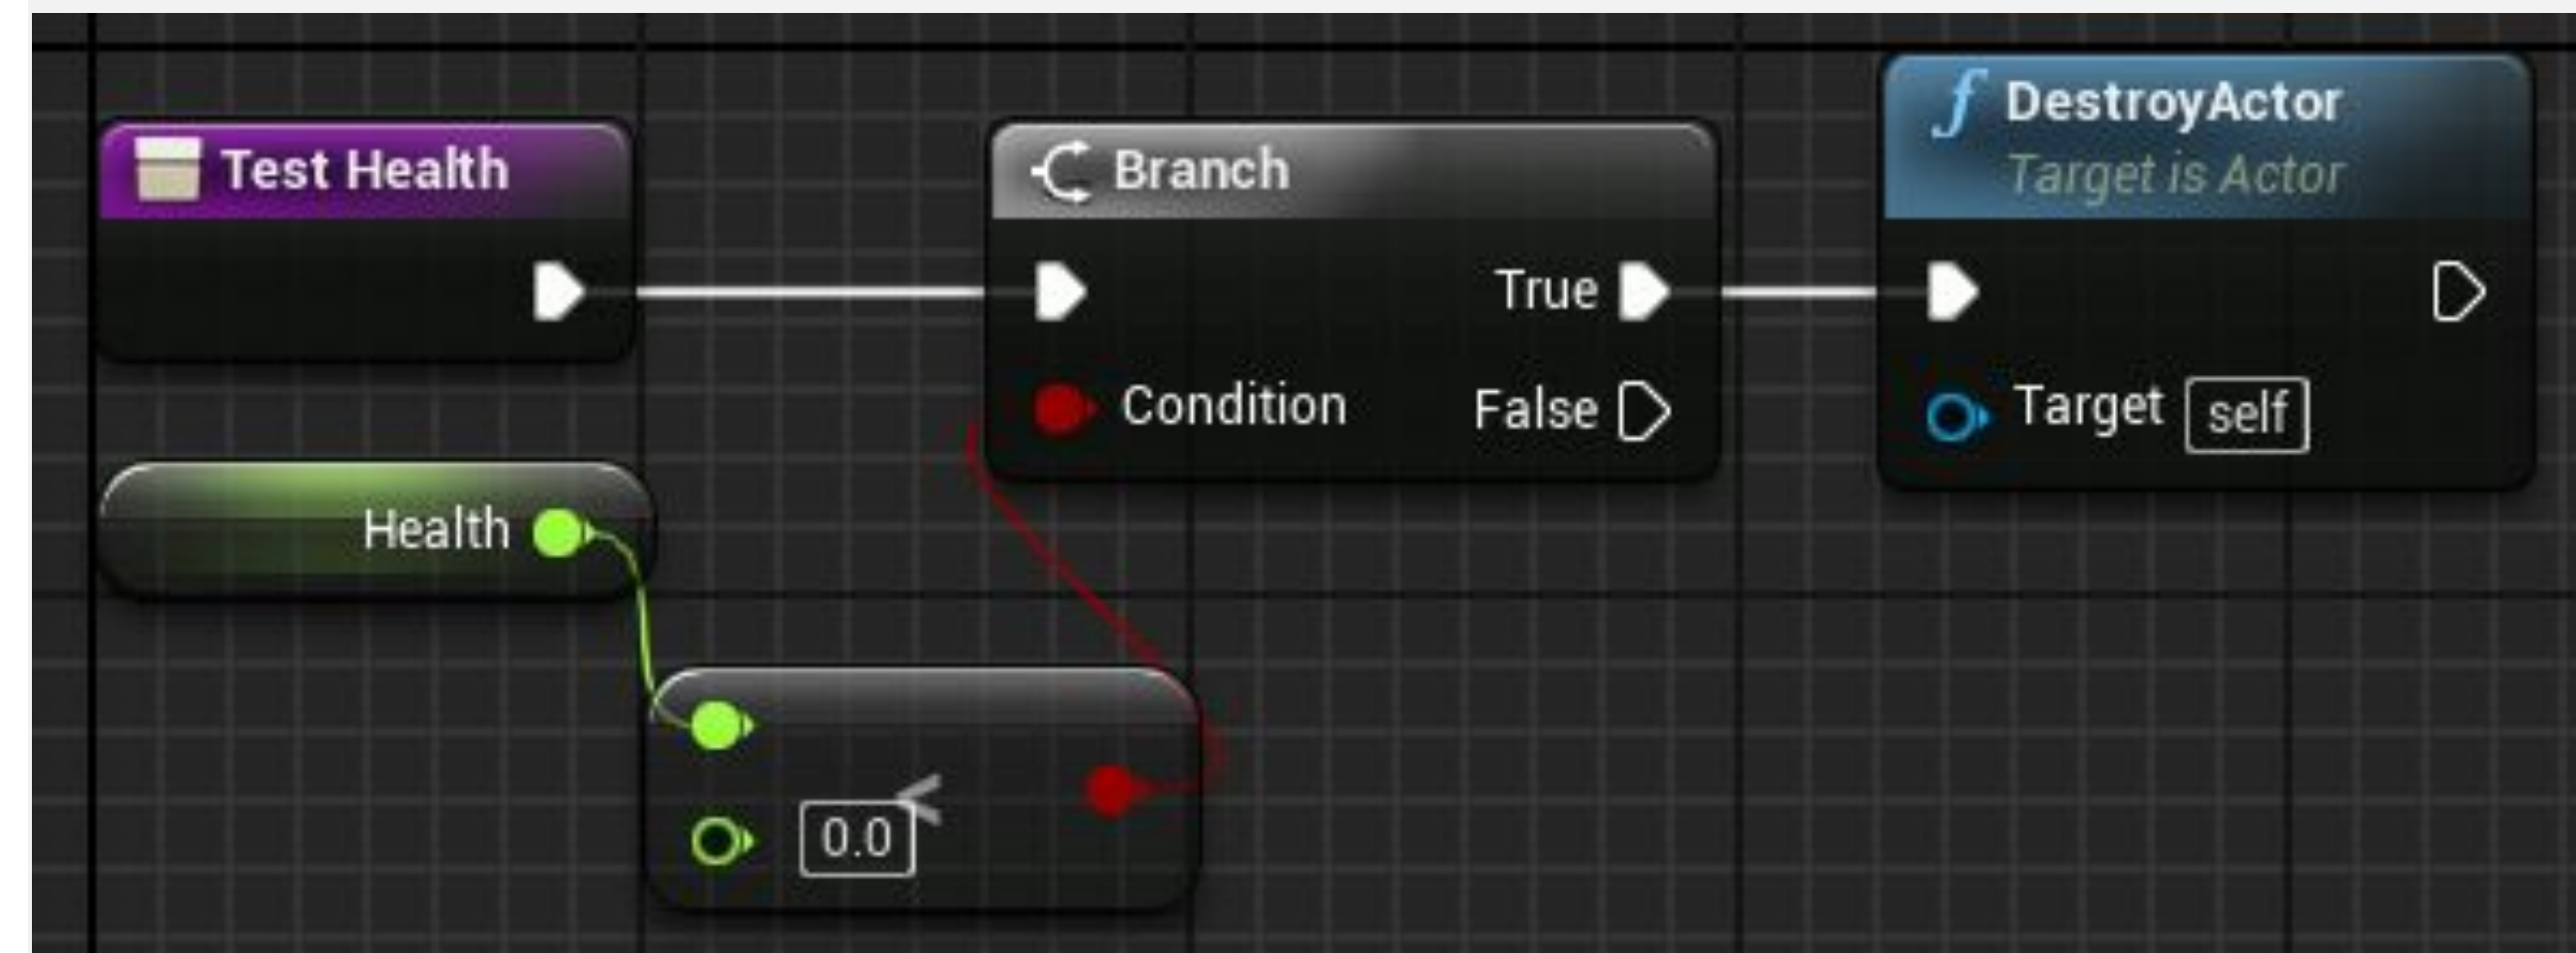 Test Health
Branch
True
Condition
False
DestroyActor
Target is Actor
Target self
Health
<
0.0